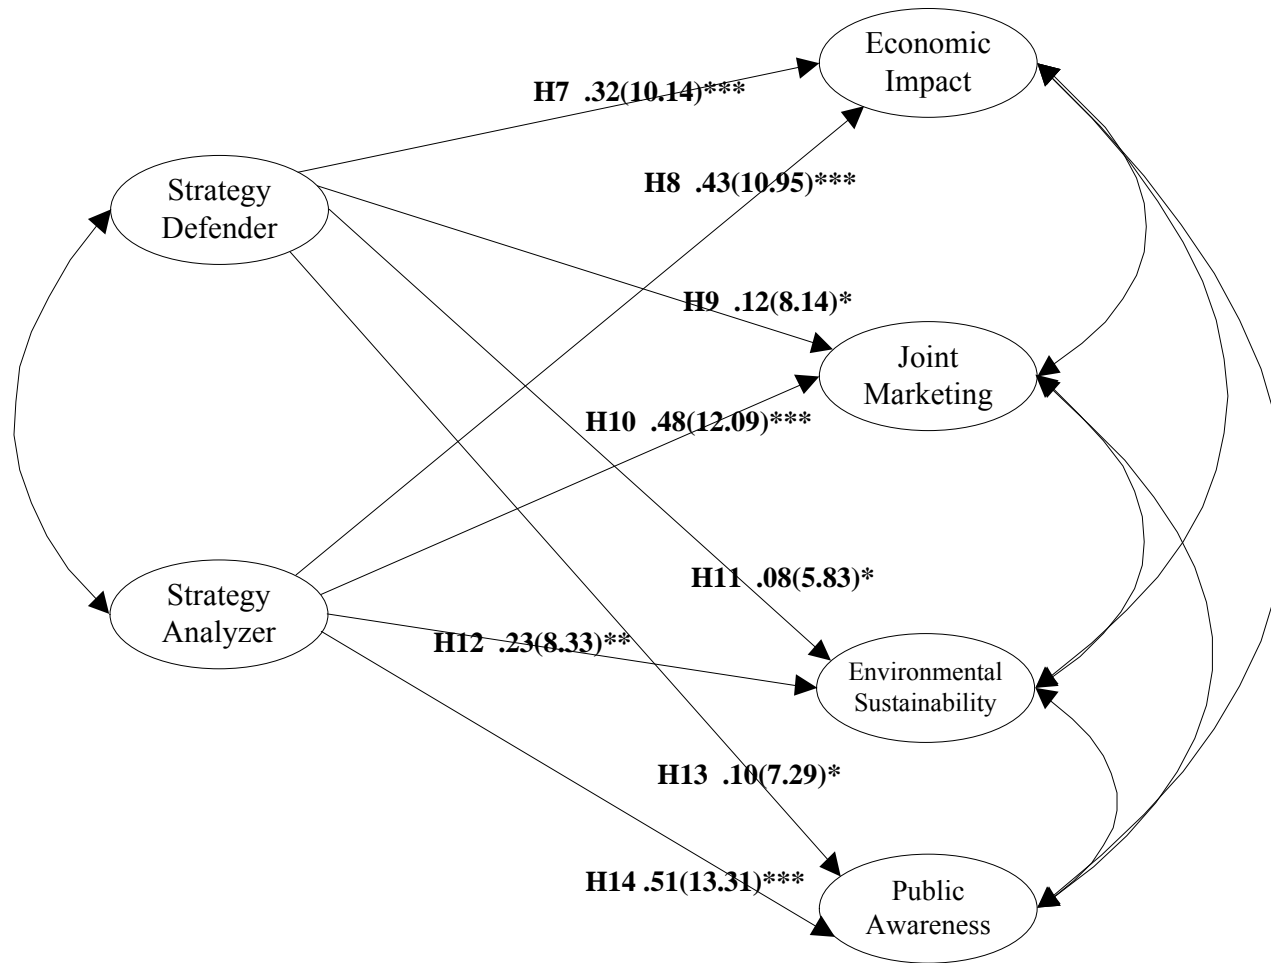 Economic
Impact
H7 .32(10.14)***
Strategy
Defender
H8 .43(10.95)***
H9 .12(8.14)*
Joint
Marketing
H10 .48(12.09)***
H11 .08(5.83)*
Strategy
Analyzer
H12 .23(8.33)**
Environmental
Sustainability
H13 .10(7.29)*
H14 .51(13.31)***
Public
Awareness